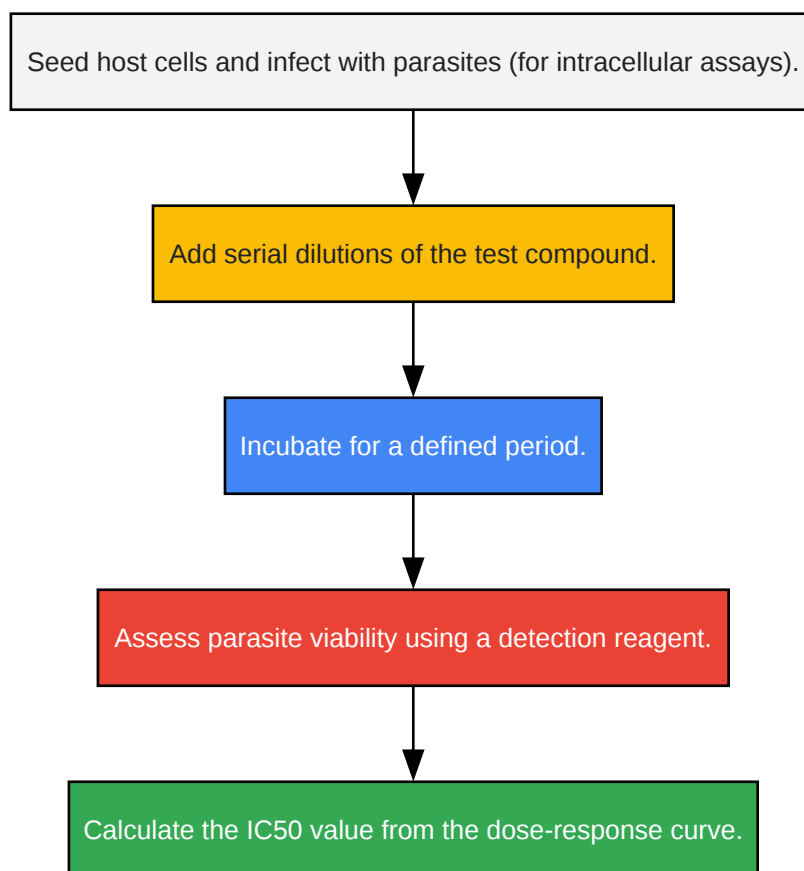 Seed host cells and infect with parasites (for intracellular assays).
Add serial dilutions of the test compound.
Incubate for a defined period.
Assess parasite viability using a detection reagent.
Calculate the IC50 value from the dose-response curve.